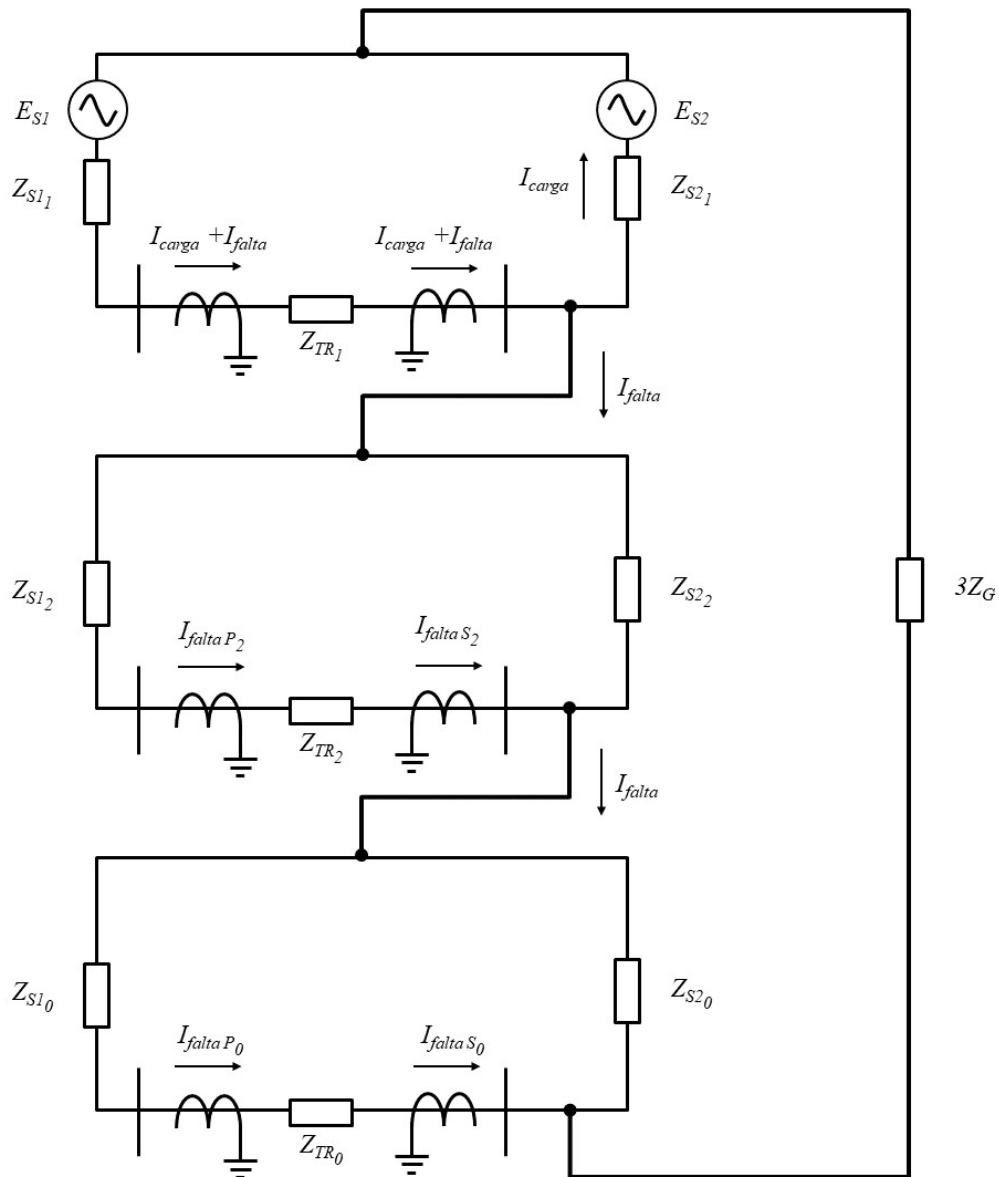 E_S1
E_S2
Z_S1_1
I_carga
Z_S2_1
I_carga +I_falta
I_carga +I_falta
Z_TR_1
I_falta
Z_S1_2
Z_S2_2
3Z_G
I_falta P_2
I_falta S_2
Z_TR_2
I_falta
Z_S1_0
Z_S2_0
I_falta P_0
I_falta S_0
Z_TR_0